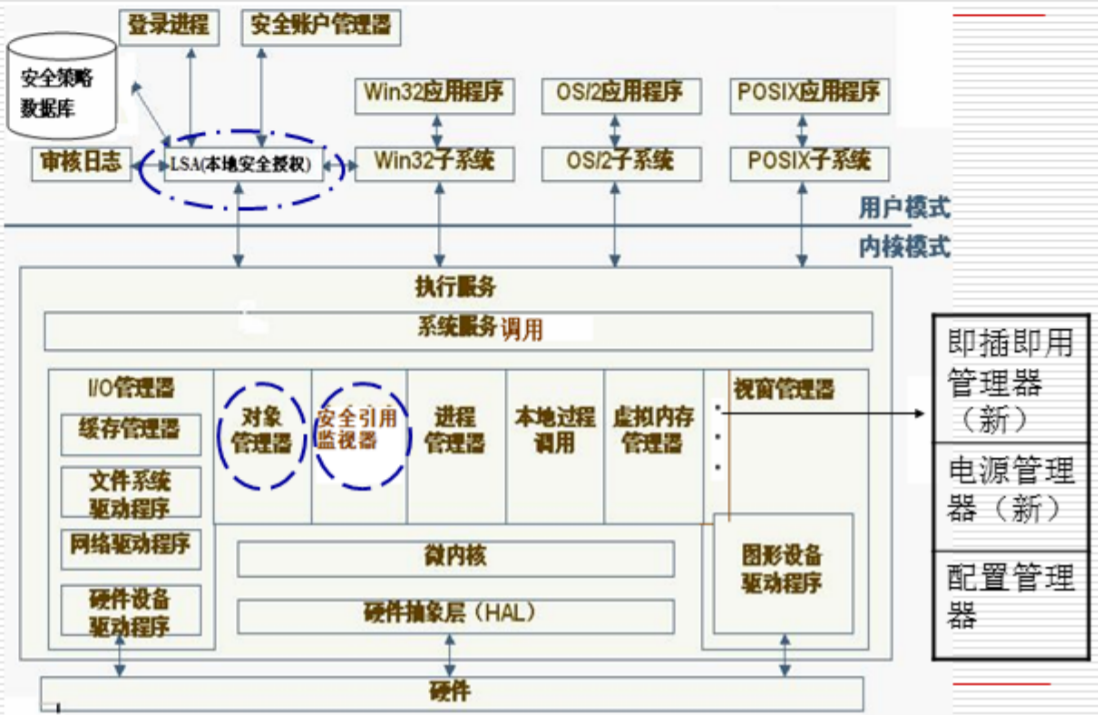 登录进程
安全账户管理器
安全策略
数据库
Win32应用程序
OS/2应用程序
POSIX应用程序
审核日志
LSA(本地安全授权)
Win32子系统
OS/2子系统
POSIX子系统
用户模式
内核模式
执行服务
系统服务调用
I/O管理器
缓存管理器
文件系统
驱动程序
网络驱动程序
硬件设备
驱动程序
对象
管理器
安全引用
监视器
进程
管理器
本地过程
调用
虚拟内存
管理器
视窗管理器
图形设备
驱动程序
微内核
硬件抽象层（HAL）
硬件
即插即用
管理器
（新）
电源管理
器（新）
配置管理
器